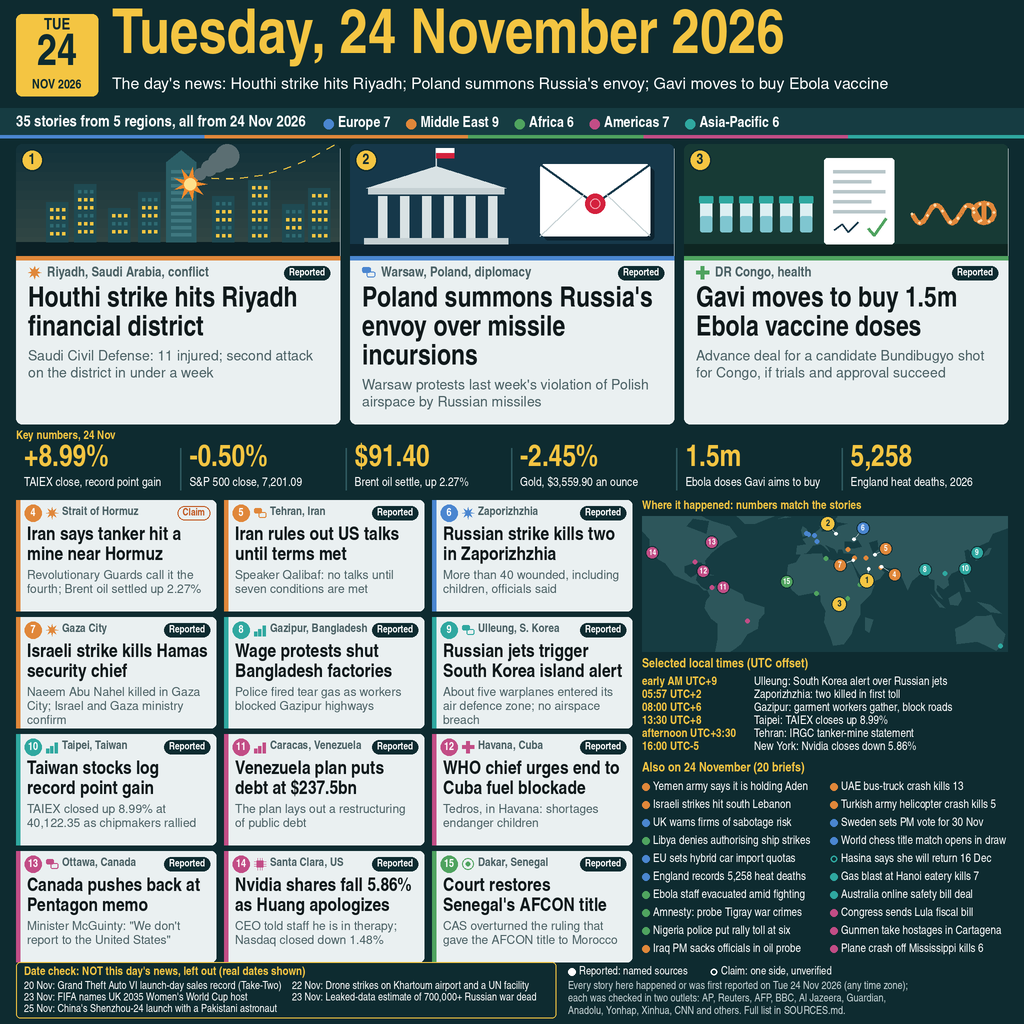 TUE
24
NOV 2026
Tuesday, 24 November 2026
The day's news: Houthi strike hits Riyadh; Poland summons Russia's envoy; Gavi moves to buy Ebola vaccine
35 stories from 5 regions, all from 24 Nov 2026
Europe 7
Middle East 9
Africa 6
Americas 7
Asia-Pacific 6
1
Riyadh, Saudi Arabia, conflict
Reported
Houthi strike hits Riyadh
financial district
Saudi Civil Defense: 11 injured; second attack
on the district in under a week
2
Warsaw, Poland, diplomacy
Reported
Poland summons Russia's
envoy over missile
incursions
Warsaw protests last week's violation of Polish
airspace by Russian missiles
3
DR Congo, health
Reported
Gavi moves to buy 1.5m
Ebola vaccine doses
Advance deal for a candidate Bundibugyo shot
for Congo, if trials and approval succeed
Key numbers, 24 Nov
+8.99%
TAIEX close, record point gain
-0.50%
S&P 500 close, 7,201.09
$91.40
Brent oil settle, up 2.27%
-2.45%
Gold, $3,559.90 an ounce
1.5m
Ebola doses Gavi aims to buy
5,258
England heat deaths, 2026
4
Strait of Hormuz
Claim
Iran says tanker hit a
mine near Hormuz
Revolutionary Guards call it the
fourth; Brent oil settled up 2.27%
5
Tehran, Iran
Reported
Iran rules out US talks
until terms met
Speaker Qalibaf: no talks until
seven conditions are met
6
Zaporizhzhia
Reported
Russian strike kills two
in Zaporizhzhia
More than 40 wounded, including
children, officials said
7
Gaza City
Reported
Israeli strike kills Hamas
security chief
Naeem Abu Nahel killed in Gaza
City; Israel and Gaza ministry
confirm
8
Gazipur, Bangladesh
Reported
Wage protests shut
Bangladesh factories
Police fired tear gas as workers
blocked Gazipur highways
9
Ulleung, S. Korea
Reported
Russian jets trigger
South Korea island alert
About five warplanes entered its
air defense zone; no airspace
breach
10
Taipei, Taiwan
Reported
Taiwan stocks log
record point gain
TAIEX closed up 8.99% at
40,122.35 as chipmakers rallied
11
Caracas, Venezuela
Reported
Venezuela plan puts
debt at $237.5bn
The plan lays out a restructuring
of public debt
12
Havana, Cuba
Reported
WHO chief urges end to
Cuba fuel blockade
Tedros, in Havana: shortages
endanger children
13
Ottawa, Canada
Reported
Canada pushes back at
Pentagon memo
Minister McGuinty: "We don't
report to the United States"
14
Santa Clara, US
Reported
Nvidia shares fall 5.86%
as Huang apologizes
CEO told staff he is in therapy;
Nasdaq closed down 1.48%
15
Dakar, Senegal
Reported
Court restores
Senegal's AFCON title
CAS overturned the ruling that
gave the AFCON title to Morocco
Where it happened: numbers match the stories
2
6
13
14
5
9
7
4
8
10
12
11
15
1
3
Selected local times (UTC offset)
early AM UTC+9 Ulleung: South Korea alert over Russian jets
05:57 UTC+2 Zaporizhzhia: two killed in first toll
08:00 UTC+6 Gazipur: garment workers gather, block roads
13:30 UTC+8 Taipei: TAIEX closes up 8.99%
afternoon UTC+3:30 Tehran: IRGC tanker-mine statement
16:00 UTC-5 New York: Nvidia closes down 5.86%
Also on 24 November (20 briefs)
Yemen army says it is holding Aden
Israeli strikes hit south Lebanon
UK warns firms of sabotage risk
Libya denies authorising ship strikes
EU sets hybrid car import quotas
England records 5,258 heat deaths
Ebola staff evacuated amid fighting
Amnesty: probe Tigray war crimes
Nigeria police put rally toll at six
Iraq PM sacks officials in oil probe
UAE bus-truck crash kills 13
Turkish army helicopter crash kills 5
Sweden sets PM vote for 30 Nov
World chess title match opens in draw
Hasina says she will return 16 Dec
Gas blast at Hanoi eatery kills 7
Australia online safety bill deal
Congress sends Lula fiscal bill
Gunmen take hostages in Cartagena
Plane crash off Mississippi kills 6
Date check: NOT this day's news, left out (real dates shown)
20 Nov: Grand Theft Auto VI launch-day sales record (Take-Two)
23 Nov: FIFA names UK 2035 Women's World Cup host
25 Nov: China's Shenzhou-24 launch with a Pakistani astronaut
22 Nov: Drone strikes on Khartoum airport and a UN facility
23 Nov: Leaked-data estimate of 700,000+ Russian war dead
Reported: named sources
Claim: one side, unverified
Every story here happened or was first reported on Tue 24 Nov 2026 (any time zone);
each was checked in two outlets: AP, Reuters, AFP, BBC, Al Jazeera, Guardian,
Anadolu, Yonhap, Xinhua, CNN and others. Full list in SOURCES.md.